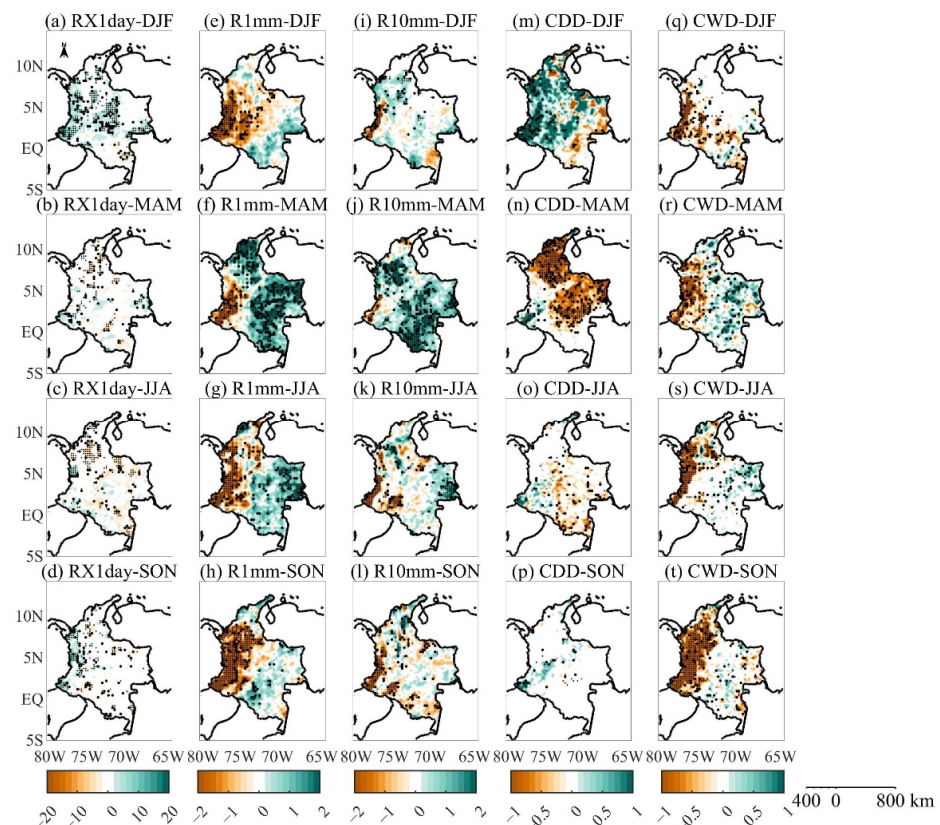 (a) RX1day-DJF (e) R1mm-DJF (i) R10mm-DJF (m) CDD-DJF (q) CWD-DJF
N
10N
5N
EQ
5S
(b) RX1day-MAM (f) R1mm-MAM (j) R10mm-MAM (n) CDD-MAM (r) CWD-MAM
10N
5N
EQ
5S
(c) RX1day-JJA (g) R1mm-JJA (k) R10mm-JJA (o) CDD-JJA (s) CWD-JJA
10N
5N
EQ
5S
(d) RX1day-SON (h) R1mm-SON (l) R10mm-SON (p) CDD-SON (t) CWD-SON
10N
5N
EQ
5S
80W 75W 70W 65W 80W 75W 70W 65W 80W 75W 70W 65W 80W 75W 70W 65W 80W 75W 70W 65W
−20 −10 0 10 20 −2 −1 0 1 2 −2 −1 0 1 2 −1 −0.5 0 0.5 1 −1 −0.5 0 0.5 1
400 0 800 km